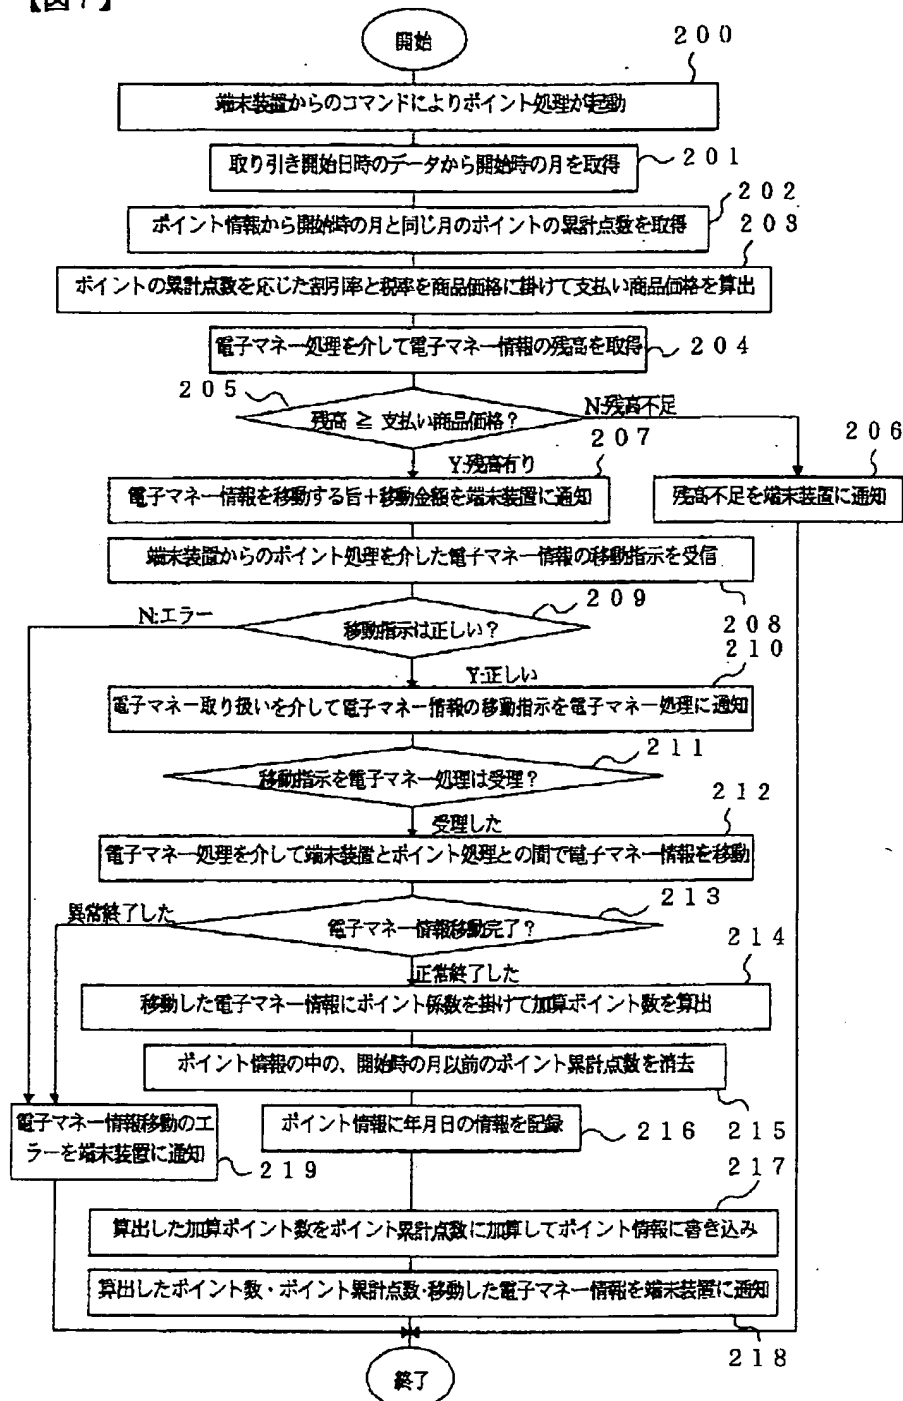 【図7】
開始
200
端末装置からのコマンドによりポイント処理が起動
取り引き開始日時のデータから開始時の月を取得
201
202
ポイント情報から開始時の月と同じ月のポイントの累計点数を取得
203
ポイントの累計点数を応じた割引率と税率を商品価格に掛けて支払い商品価格を算出
電子マネー処理を介して電子マネー情報の残高を取得
204
205
残高 ≧ 支払い商品価格?
N:残高不足
207
206
Y:残高有り
電子マネー情報を移動する旨+移動金額を端末装置に通知
残高不足を端末装置に通知
端末装置からのポイント処理を介した電子マネー情報の移動指示を受信
208
209
N:エラー
移動指示は正しい?
210
Y:正しい
電子マネー取り扱いを介して電子マネー情報の移動指示を電子マネー処理に通知
211
移動指示を電子マネー処理は受理?
212
受理した
電子マネー処理を介して端末装置とポイント処理との間で電子マネー情報を移動
213
異常終了した
電子マネー情報移動完了?
214
正常終了した
移動した電子マネー情報にポイント係数を掛けて加算ポイント数を算出
ポイント情報の中の、開始時の月以前のポイント累計点数を消去
215
電子マネー情報移動のエ
ラーを端末装置に通知
219
ポイント情報に年月日の情報を記録
216
217
算出した加算ポイント数をポイント累計点数に加算してポイント情報に書き込み
算出したポイント数・ポイント累計点数・移動した電子マネー情報を端末装置に通知
218
終了